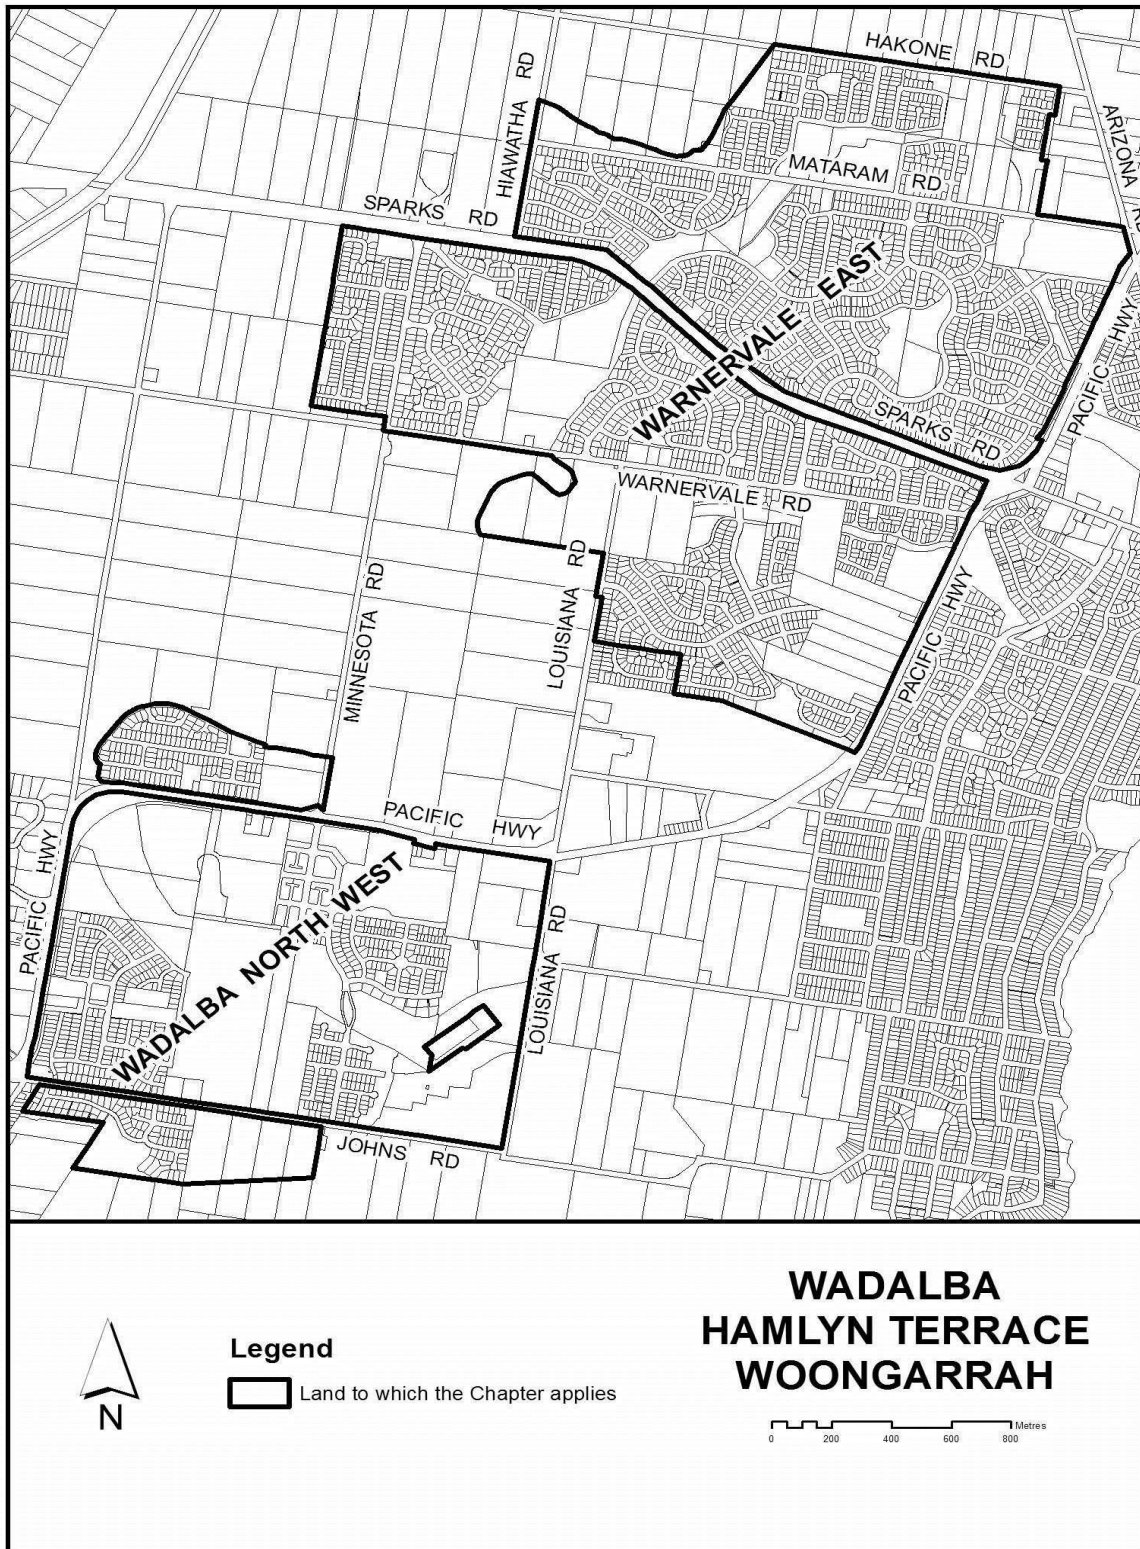 HAKONE RD
HIAWATHA RD
ARIZONA
MATARAM RD
SPARKS RD
WARNERVALE EAST
PACIFIC HWY
SPARKS RD
WARNERVALE RD
LOUISIANA RD
MINNESOTA RD
PACIFIC HWY
PACIFIC HWY
PACIFIC HWY
WADALBA NORTH WEST
LOUISIANA RD
JOHNS RD
WADALBA
HAMLYN TERRACE
WOONGARRAH
Legend
Land to which the Chapter applies
N
Metres
0 200 400 600 800